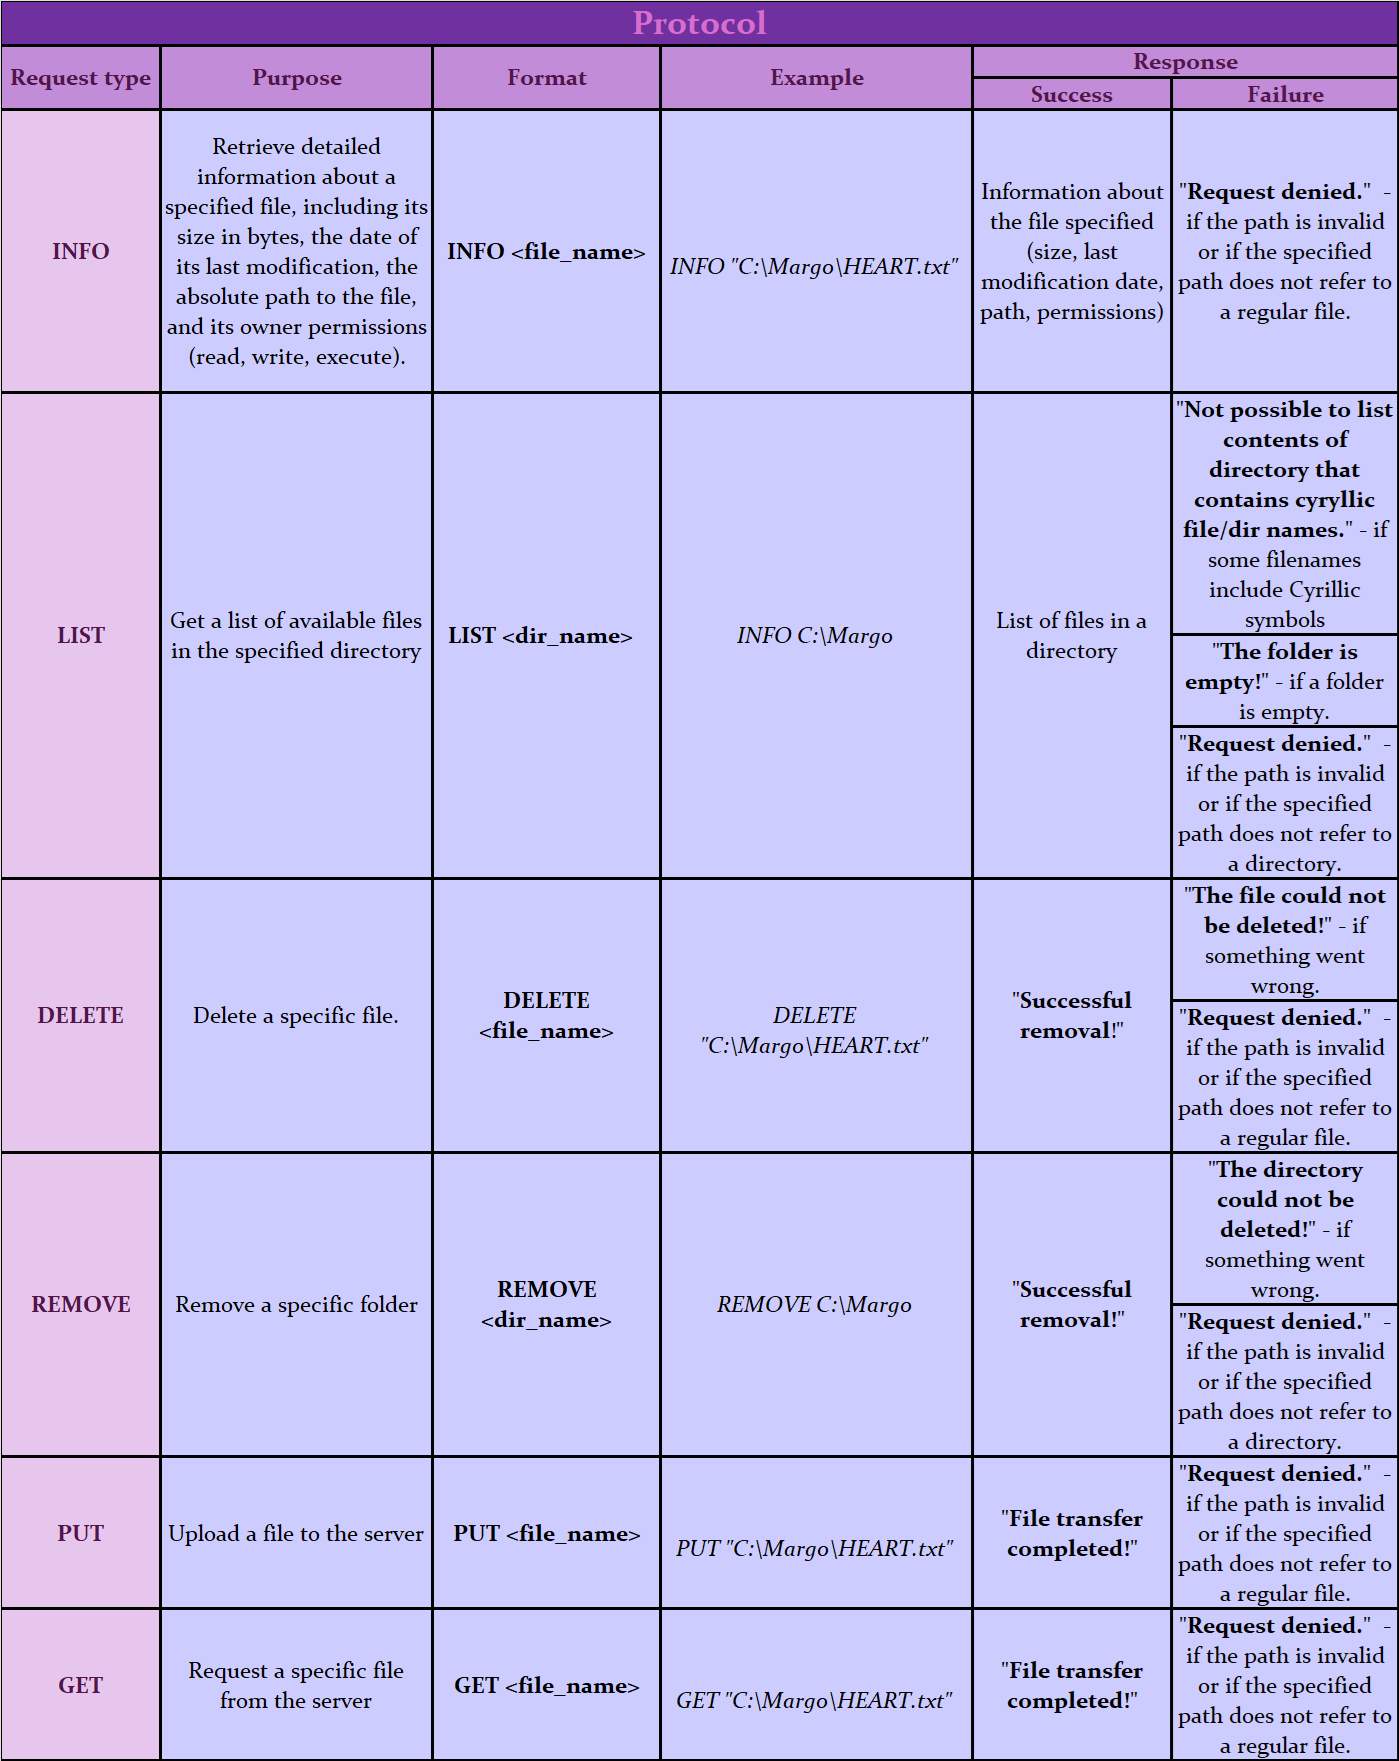 Protocol
Request type
Purpose
Format
Example
Response
Success
Failure
INFO
Retrieve detailed
information about a
specified file, including its
size in bytes, the date of
its last modification, the
absolute path to the file,
and its owner permissions
(read, write, execute).
INFO <file_name>
INFO "C:\Margo\HEART.txt"
Information about
the file specified
(size, last
modification date,
path, permissions)
"Request denied." -
if the path is invalid
or if the specified
path does not refer to
a regular file.
LIST
Get a list of available files
in the specified directory
LIST <dir_name>
INFO C:\Margo
List of files in a
directory
"Not possible to list
contents of
directory that
contains cyryllic
file/dir names." - if
some filenames
include Cyrillic
symbols
"The folder is
empty!" - if a folder
is empty.
"Request denied." -
if the path is invalid
or if the specified
path does not refer to
a directory.
DELETE
Delete a specific file.
DELETE
<file_name>
DELETE
"C:\Margo\HEART.txt"
"Successful
removal!"
"The file could not
be deleted!" - if
something went
wrong.
"Request denied." -
if the path is invalid
or if the specified
path does not refer to
a regular file.
REMOVE
Remove a specific folder
REMOVE
<dir_name>
REMOVE C:\Margo
"Successful
removal!"
"The directory
could not be
deleted!" - if
something went
wrong.
"Request denied." -
if the path is invalid
or if the specified
path does not refer to
a directory.
PUT
Upload a file to the server
PUT <file_name>
PUT "C:\Margo\HEART.txt"
"File transfer
completed!"
"Request denied." -
if the path is invalid
or if the specified
path does not refer to
a regular file.
GET
Request a specific file
from the server
GET <file_name>
GET "C:\Margo\HEART.txt"
"File transfer
completed!"
"Request denied." -
if the path is invalid
or if the specified
path does not refer to
a regular file.